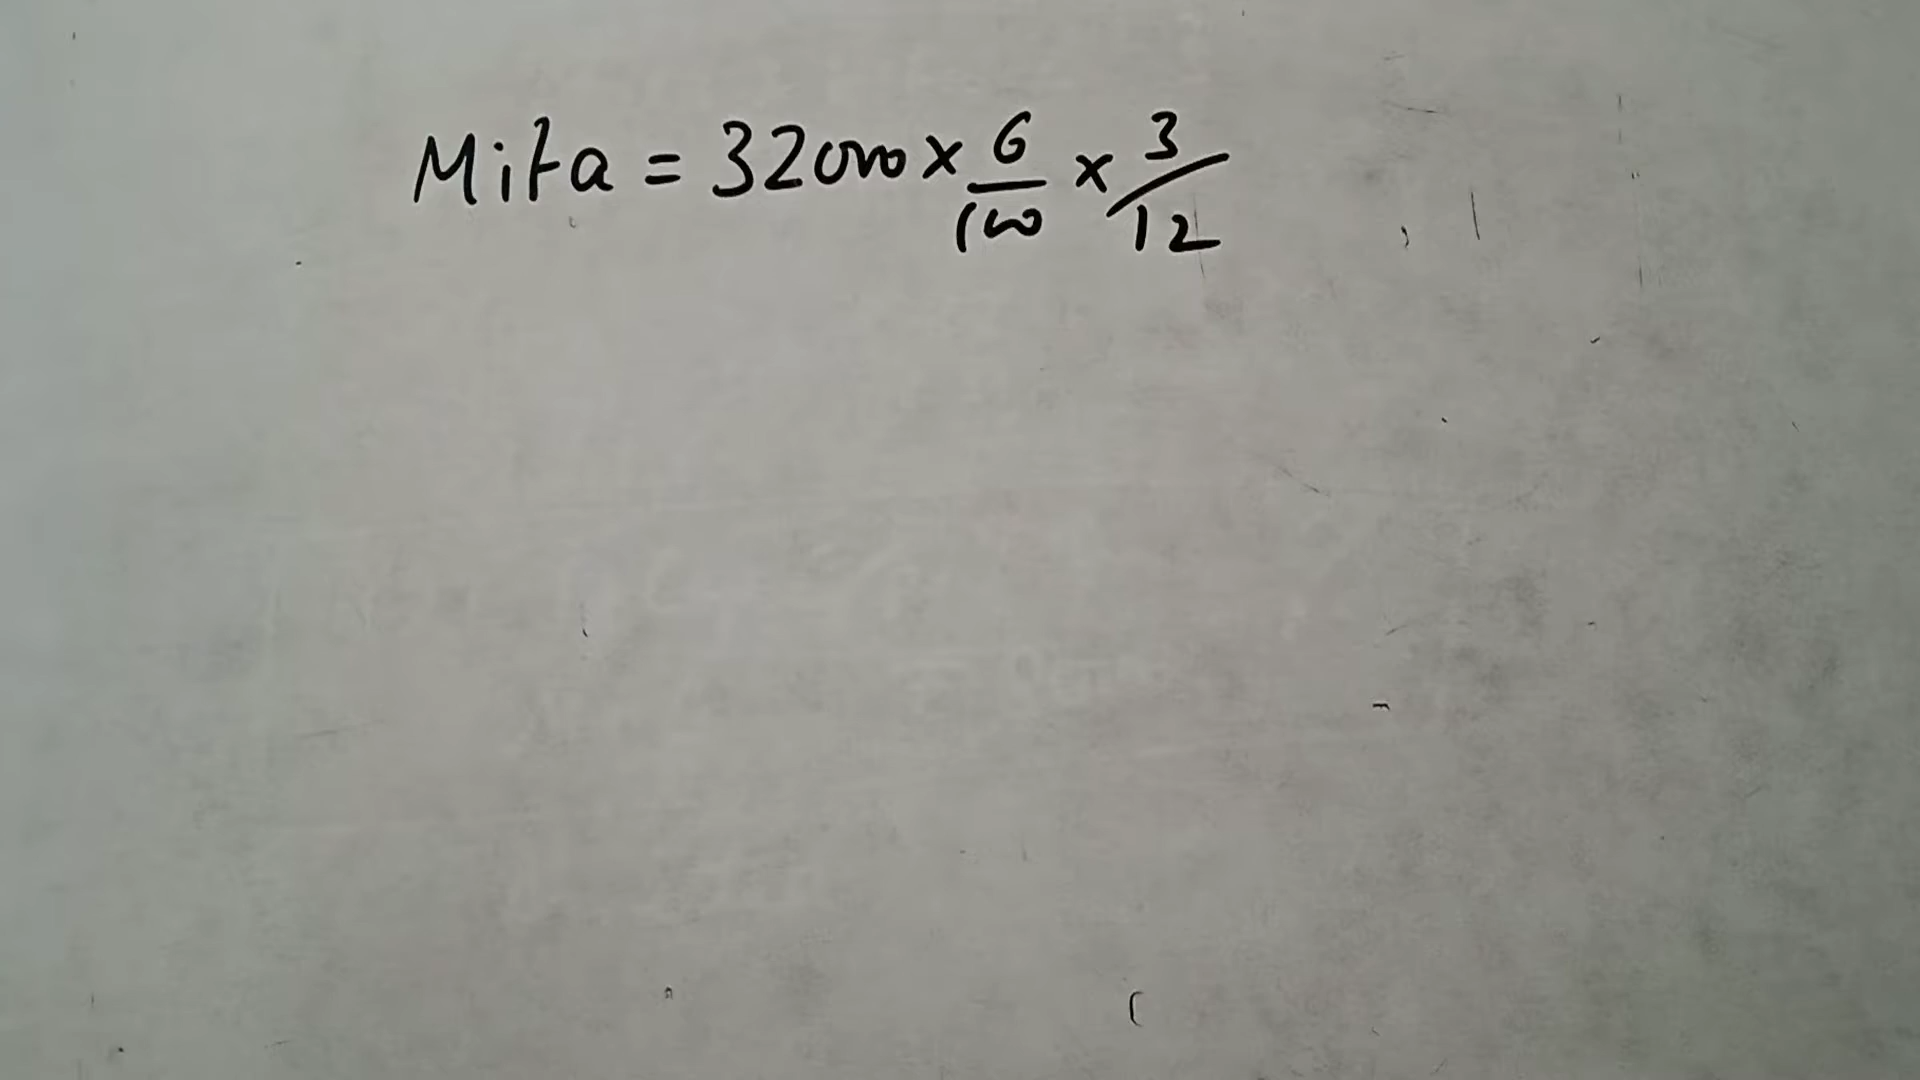 Mita = 32000 × 6/100 × 3/12